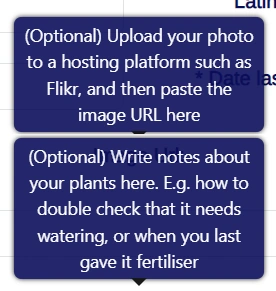 Latin
(Optional) Upload your photo
to a hosting platform such as
Flikr, and then paste the
image URL here
* Date las
(Optional) Write notes about
your plants here. E.g. how to
double check that it needs
watering, or when you last
gave it fertiliser